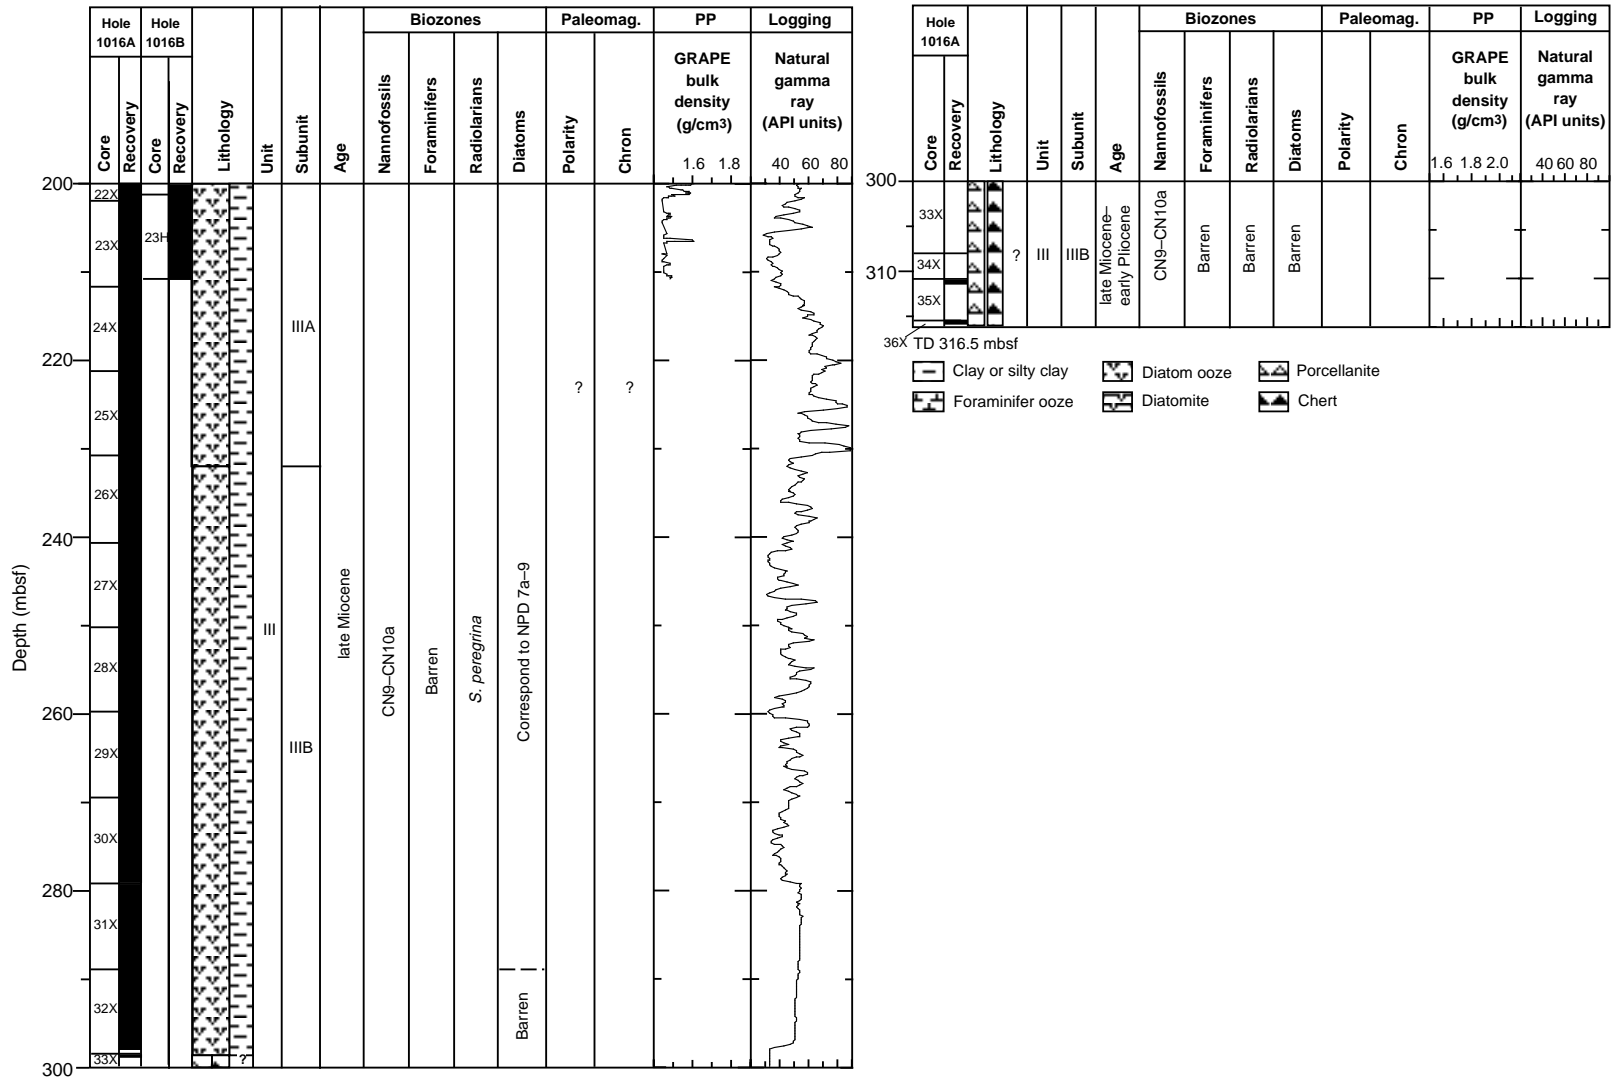 Hole
1016A
Hole
1016B
Biozones
Paleomag.
PP
Logging
Core
Recovery
Core
Recovery
Lithology
Unit
Subunit
Age
Nannofossils
Foraminifers
Radiolarians
Diatoms
Polarity
Chron
GRAPE
bulk
density
(g/cm3)
1.6 1.8
Natural
gamma
ray
(API units)
40 60 80
Depth (mbsf)
200
220
240
260
280
300
22X
23X
24X
25X
26X
27X
28X
29X
30X
31X
32X
33X
23H
?
III
IIIA
IIIB
late Miocene
CN9–CN10a
Barren
S. peregrina
Correspond to NPD 7a–9
Barren
?
?
Hole
1016A
Biozones
Paleomag.
PP
Logging
Core
Recovery
Lithology
Unit
Subunit
Age
Nannofossils
Foraminifers
Radiolarians
Diatoms
Polarity
Chron
GRAPE
bulk
density
(g/cm3)
1.6 1.8 2.0
Natural
gamma
ray
(API units)
40 60 80
300
310
33X
34X
35X
36X
?
III
IIIB
late Miocene–
early Pliocene
CN9–CN10a
Barren
Barren
Barren
TD 316.5 mbsf
Clay or silty clay
Diatom ooze
Porcellanite
Foraminifer ooze
Diatomite
Chert